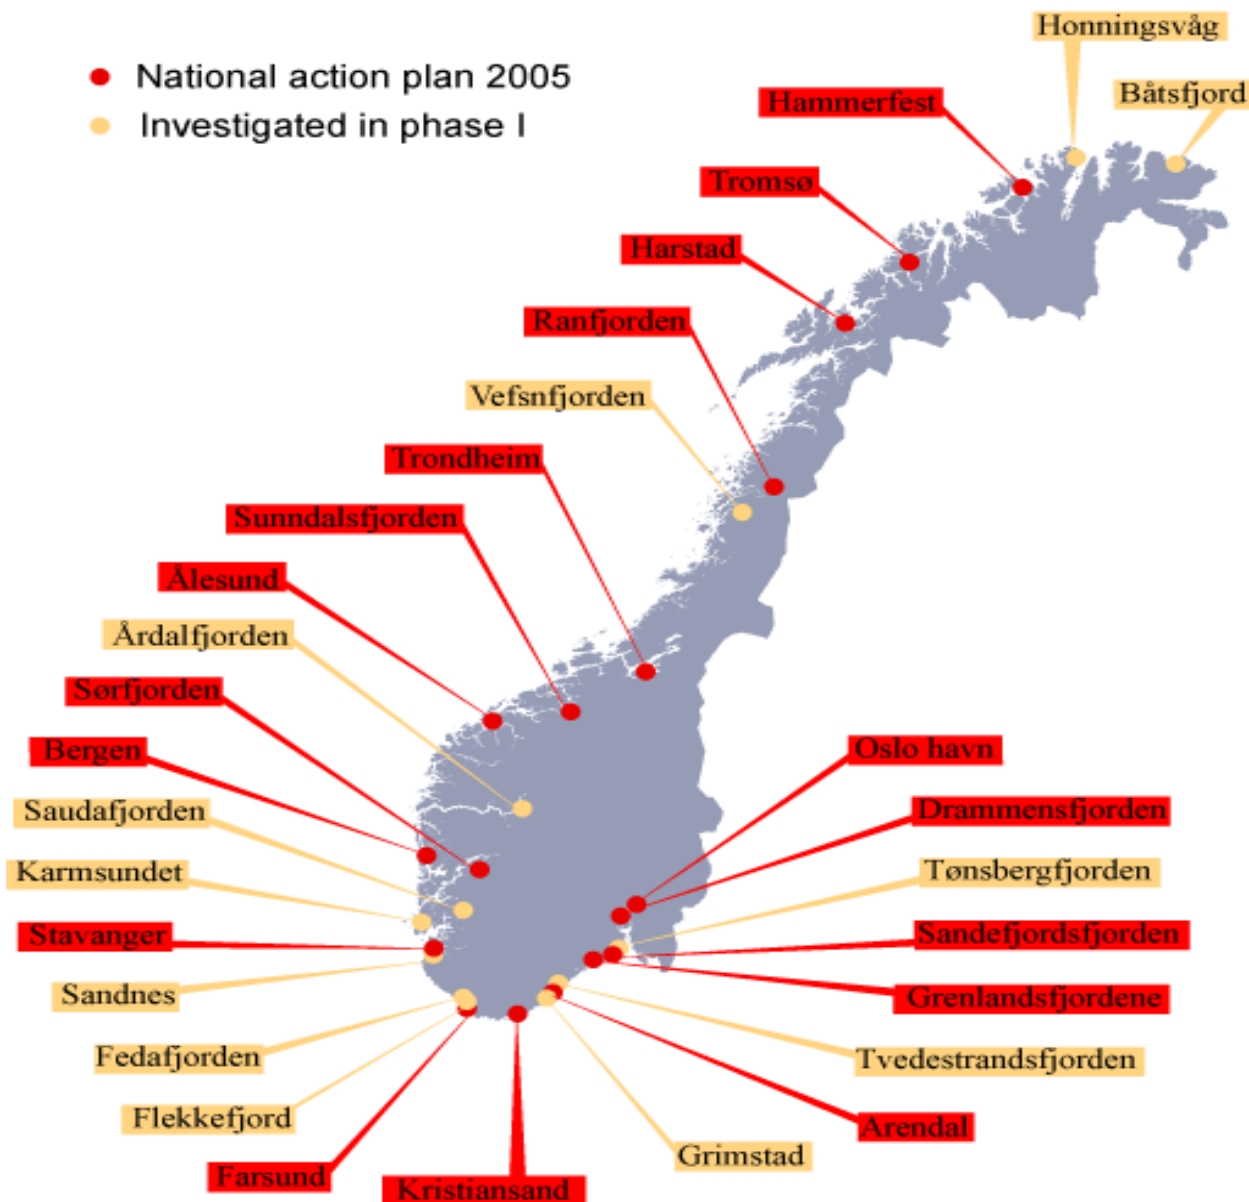 Honningsvåg
National action plan 2005
Båtsfjord
Hammerfest
Investigated in phase I
Tromsø
Harstad
Ranfjorden
Vefsnfjorden
Trondheim
Sunndalsfjorden
Ålesund
Årdalfjorden
Sørfjorden
Bergen
Oslo havn
Saudafjorden
Drammensfjorden
Karmsundet
Tønsbergfjorden
Stavanger
Sandefjordsfjorden
Sandnes
Grenlandsfjordene
Fedafjorden
Tvedestrandsfjorden
Flekkefjord
Arendal
Grimstad
Farsund
Kristiansand